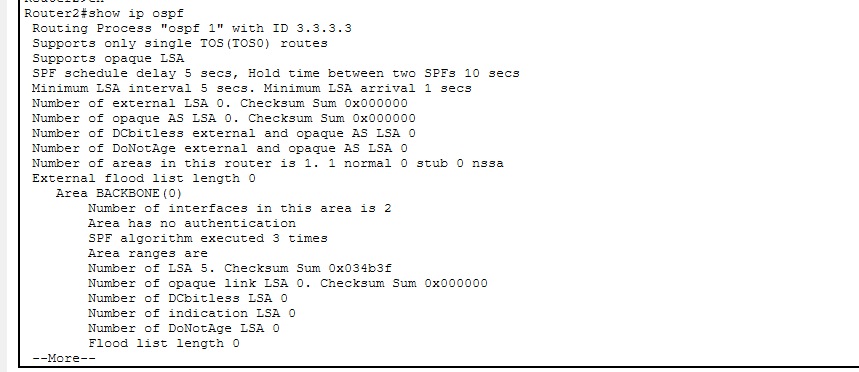 Router2#show ip ospf
Routing Process "ospf 1" with ID 3.3.3.3
Supports only single TOS(TOS0) routes
Supports opaque LSA
SPF schedule delay 5 secs, Hold time between two SPFs 10 secs
Minimum LSA interval 5 secs. Minimum LSA arrival 1 secs
Number of external LSA 0. Checksum Sum 0x000000
Number of opaque AS LSA 0. Checksum Sum 0x000000
Number of DCbitless external and opaque AS LSA 0
Number of DoNotAge external and opaque AS LSA 0
Number of areas in this router is 1. 1 normal 0 stub 0 nssa
External flood list length 0
Area BACKBONE(0)
Number of interfaces in this area is 2
Area has no authentication
SPF algorithm executed 3 times
Area ranges are
Number of LSA 5. Checksum Sum 0x034b3f
Number of opaque link LSA 0. Checksum Sum 0x000000
Number of DCbitless LSA 0
Number of indication LSA 0
Number of DoNotAge LSA 0
Flood list length 0
--More--